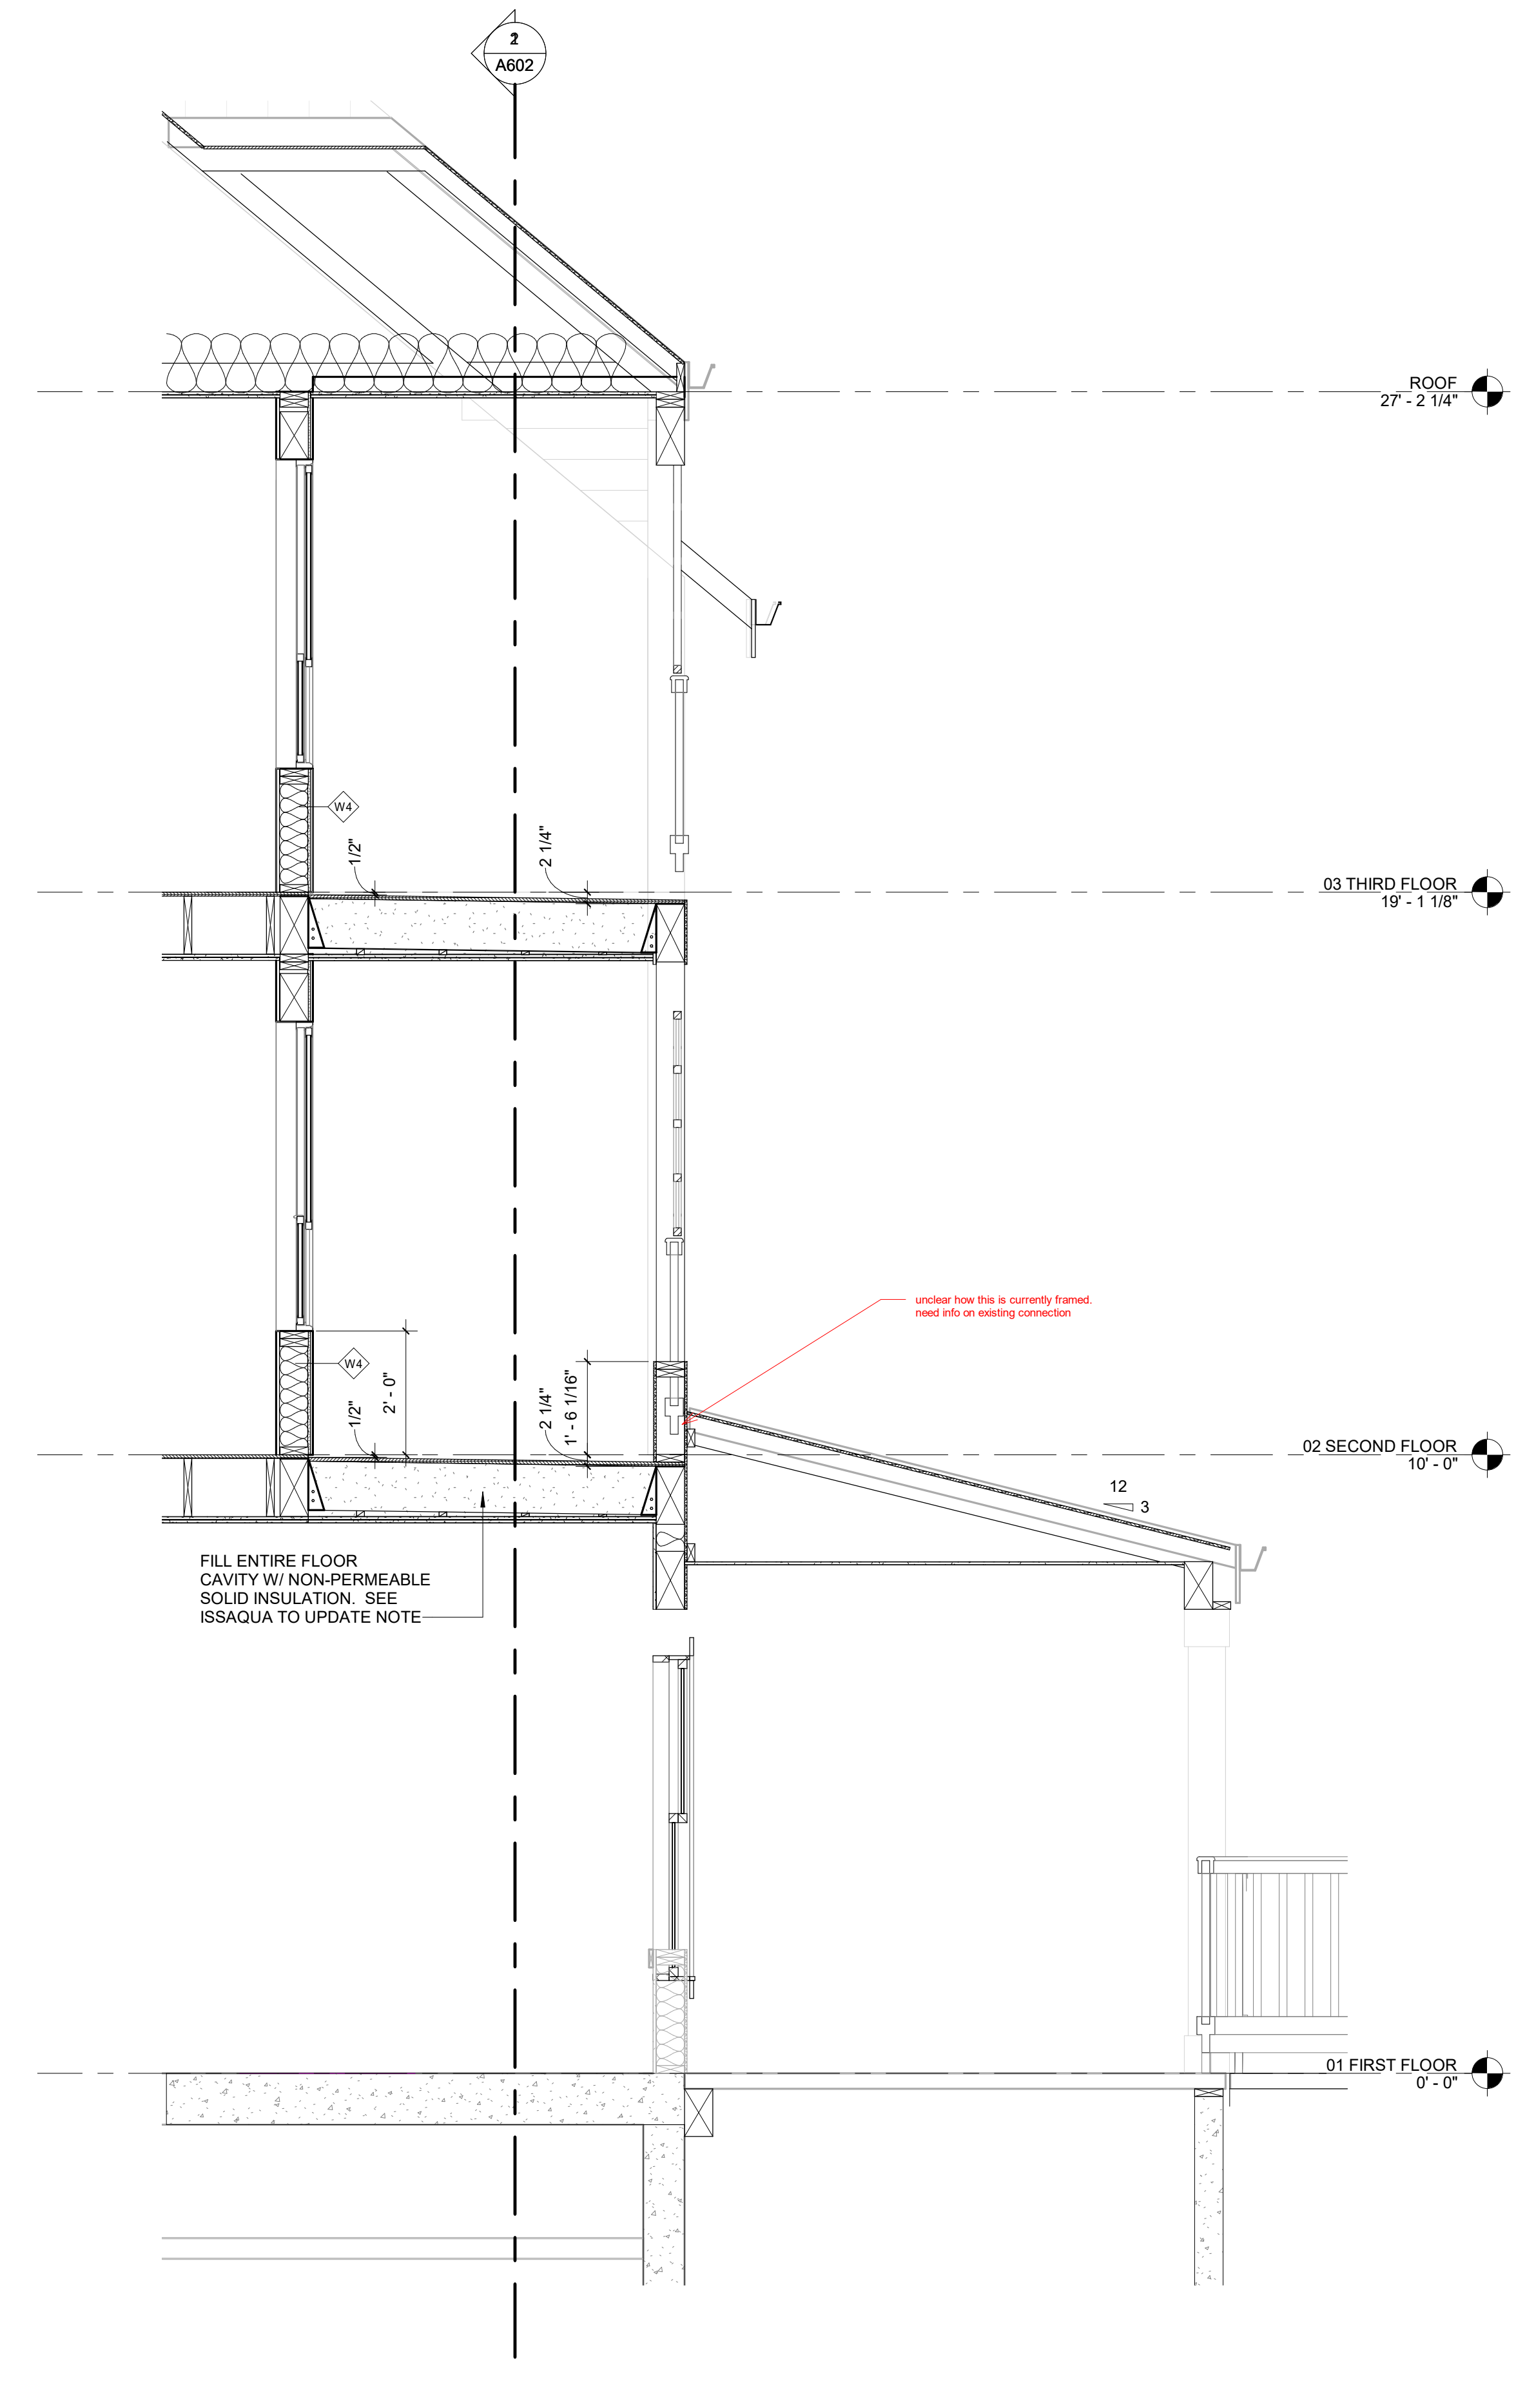 A602
ROOF
27' - 2 1/4"
W4
1/2"
2 1/4"
03 THIRD FLOOR
19' - 1 1/8"
unclear how this is currently framed.
need info on existing connection
W4
1/2"
2' - 0"
2 1/4"
1' - 6 1/16"
02 SECOND FLOOR
10' - 0"
12
3
FILL ENTIRE FLOOR
CAVITY W/ NON-PERMEABLE
SOLID INSULATION.  SEE
ISSAQUA TO UPDATE NOTE
01 FIRST FLOOR
0' - 0"